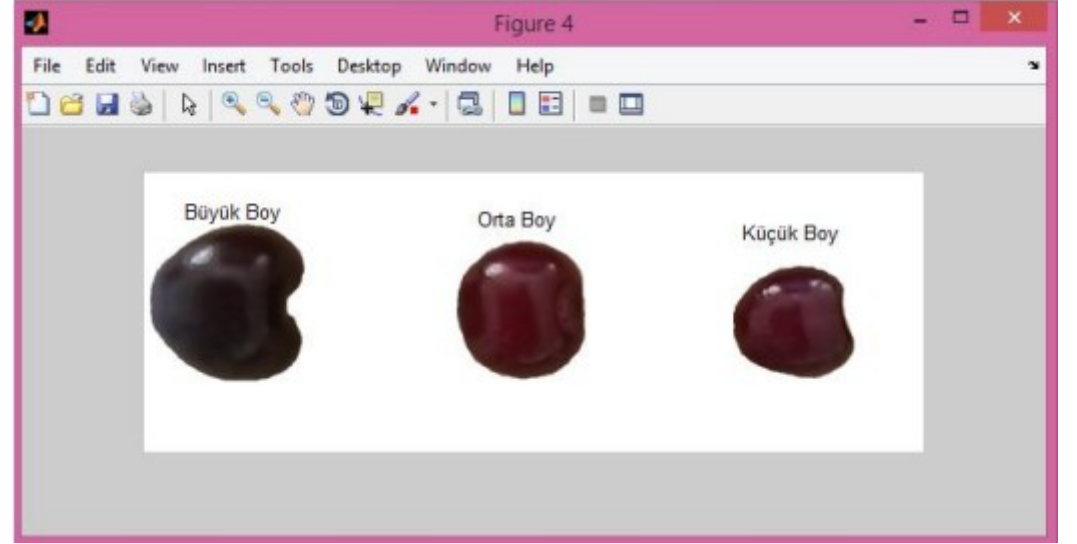 Figure 4
File Edit View Insert Tools Desktop Window Help
Büyük Boy
Orta Boy
Küçük Boy